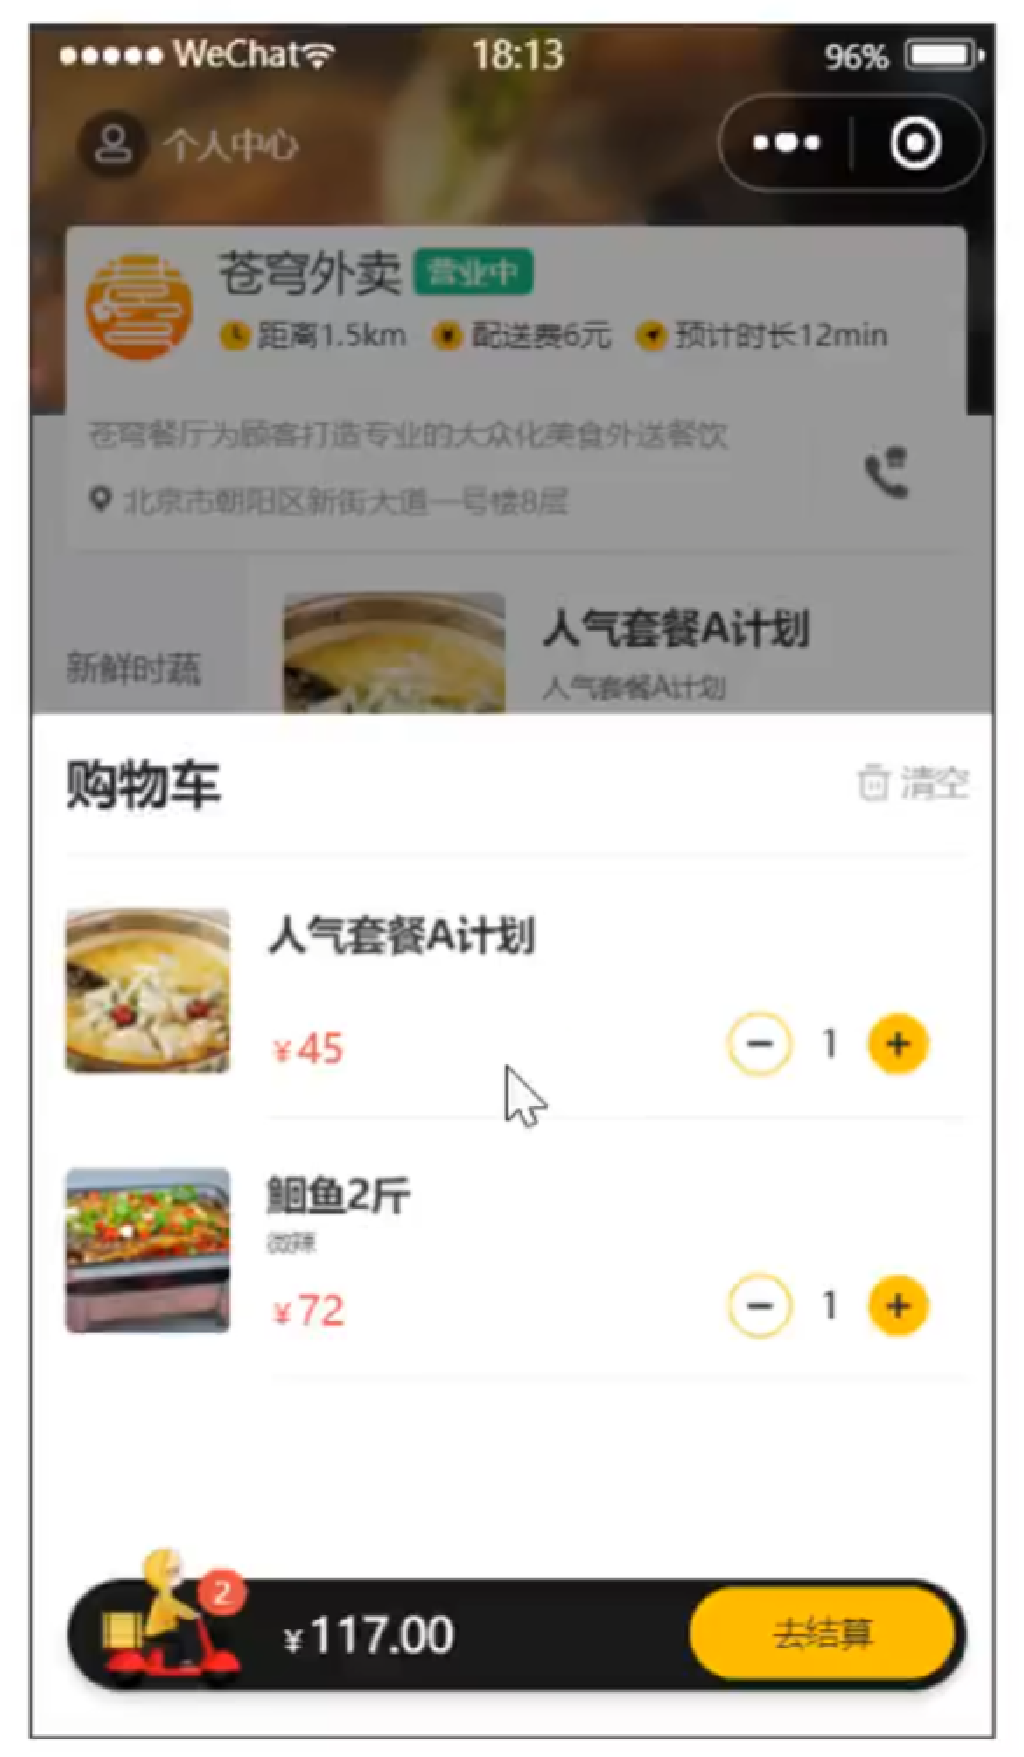 WeChat 18:13 96%
个人中心
苍穹外卖 营业中
距离1.5km 配送费6元 预计时长12min
苍穹餐厅为顾客打造专业的大众化美食外送餐饮
北京市朝阳区新街大道一号楼8层
新鲜时蔬
人气套餐A计划
人气套餐A计划
购物车 清空
人气套餐A计划
¥45 1
鮰鱼2斤
微辣
¥72 1
2
¥117.00 去结算